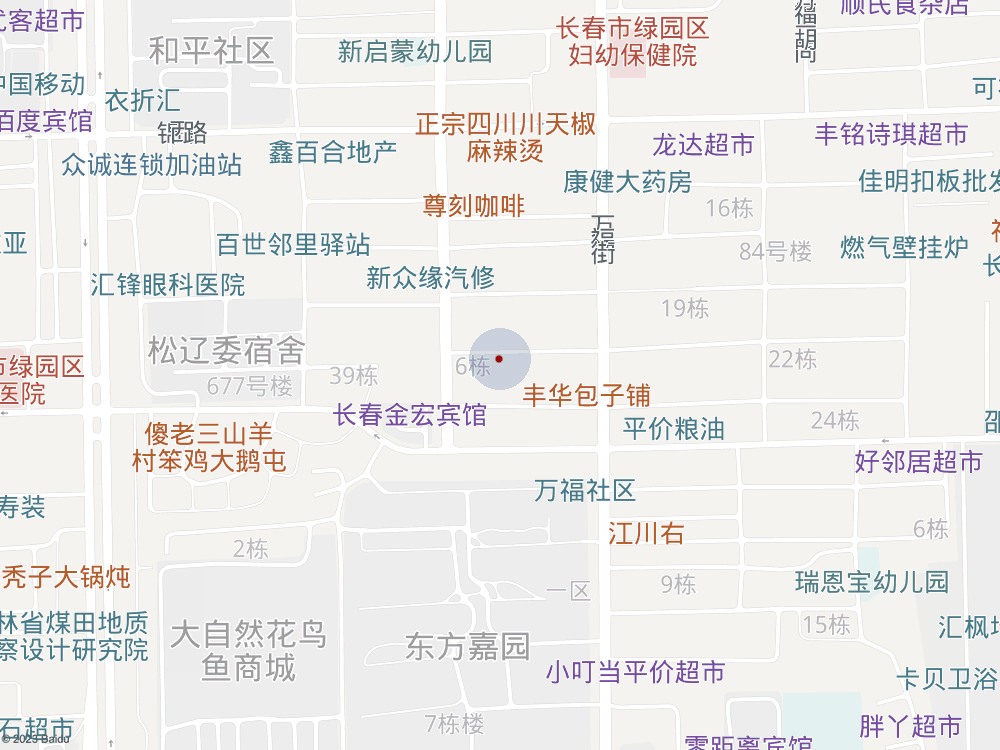 尤客超市
和平社区
新启蒙幼儿园
长春市绿园区
妇幼保健院
顺民食杂店
中国移动
衣折汇
百度宾馆
正宗四川川天椒
麻辣烫
龙达超市
丰铭诗琪超市
众诚连锁加油站
鑫百合地产
康健大药房
佳明扣板批发
尊刻咖啡
16栋
万福街
百世邻里驿站
84号楼
燃气壁挂炉
亚
汇锋眼科医院
新众缘汽修
19栋
松辽委宿舍
6栋
22栋
市绿园区
医院
677号楼
39栋
丰华包子铺
长春金宏宾馆
平价粮油
24栋
傻老三山羊
村笨鸡大鹅屯
好邻居超市
万福社区
寿装
江川右
6栋
2栋
秃子大锅炖
一区
9栋
瑞恩宝幼儿园
林省煤田地质
察设计研究院
大自然花鸟
鱼商城
东方嘉园
15栋
汇枫
小叮当平价超市
卡贝卫浴
7栋楼
石超市
胖丫超市
零距离宾馆
© 2023 Baidu